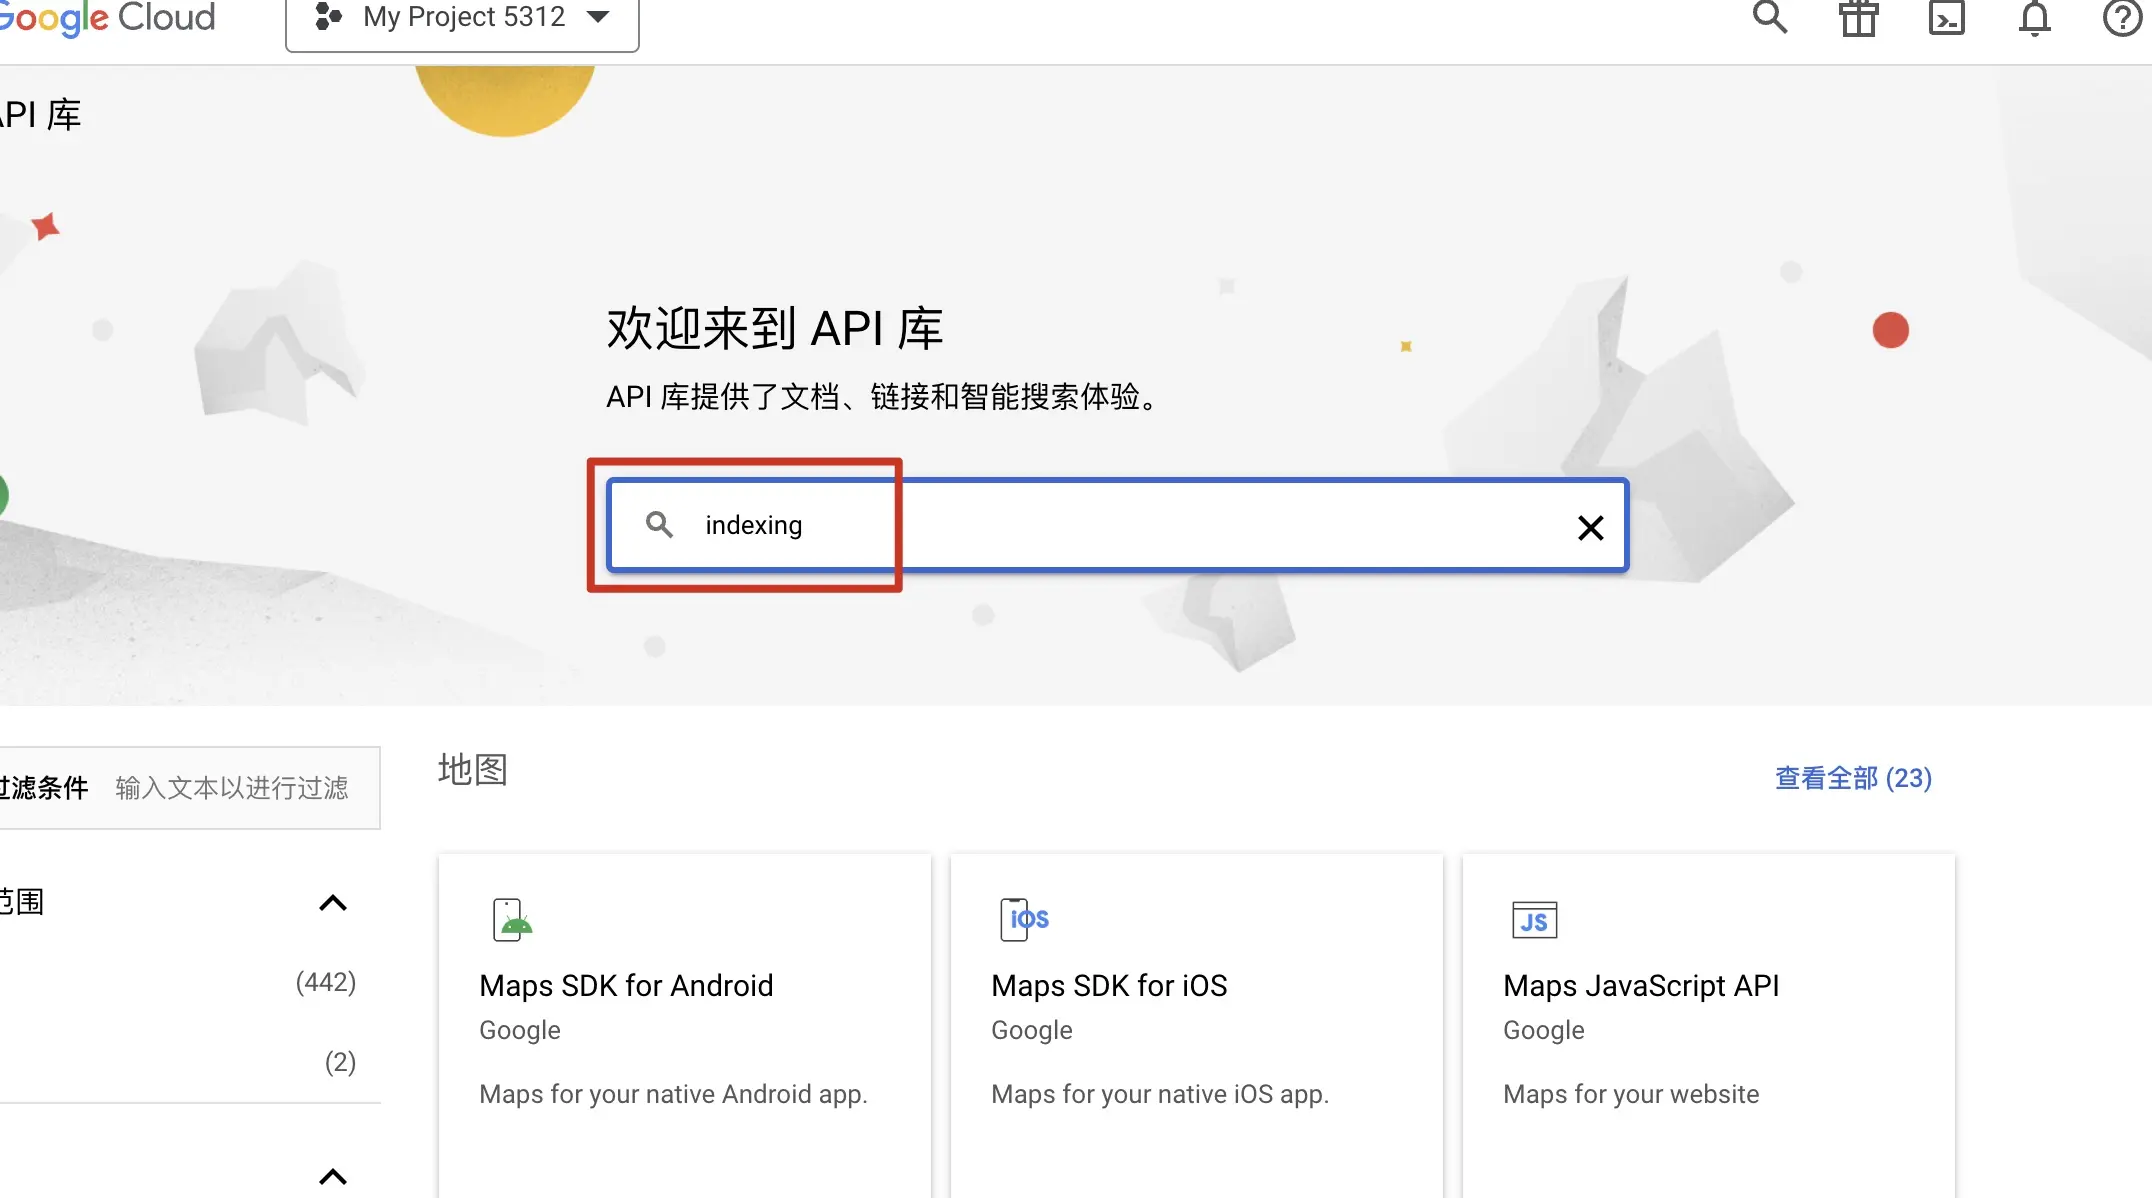 Google Cloud
My Project 5312
API 库
欢迎来到 API 库
API 库提供了文档、链接和智能搜索体验。
indexing
过滤条件 输入文本以进行过滤
地图
查看全部 (23)
范围
(442)
(2)
Maps SDK for Android
Google
Maps for your native Android app.
iOS
Maps SDK for iOS
Google
Maps for your native iOS app.
JS
Maps JavaScript API
Google
Maps for your website